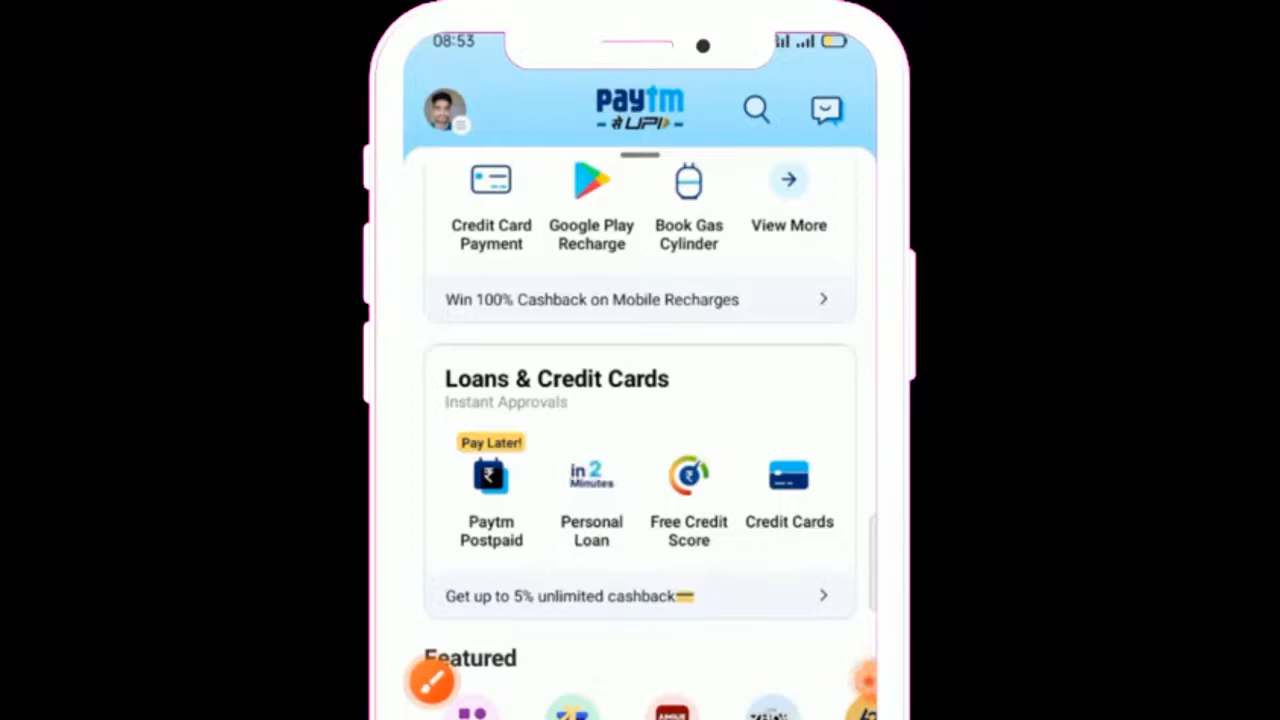 08:53
paytm
से UPI
Credit Card
Payment
Google Play
Recharge
Book Gas
Cylinder
View More
Win 100% Cashback on Mobile Recharges
Loans & Credit Cards
Instant Approvals
Pay Later!
₹
in 2
Minutes
₹
Paytm
Postpaid
Personal
Loan
Free Credit
Score
Credit Cards
Get up to 5% unlimited cashback💳
Featured